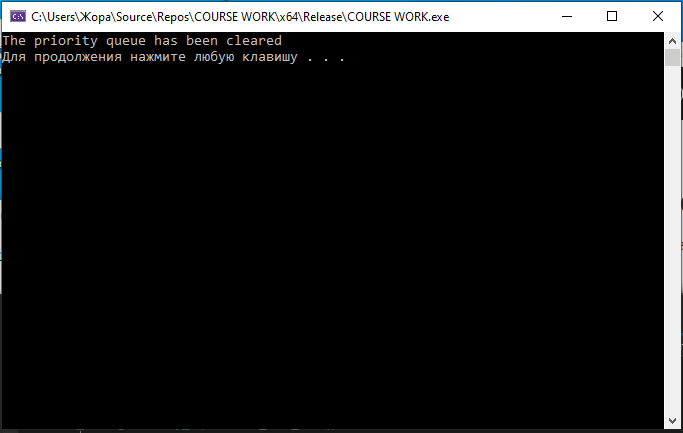 C:\Users\Жора\Source\Repos\COURSE WORK\x64\Release\COURSE WORK.exe
The priority queue has been cleared
Для продолжения нажмите любую клавишу . . .